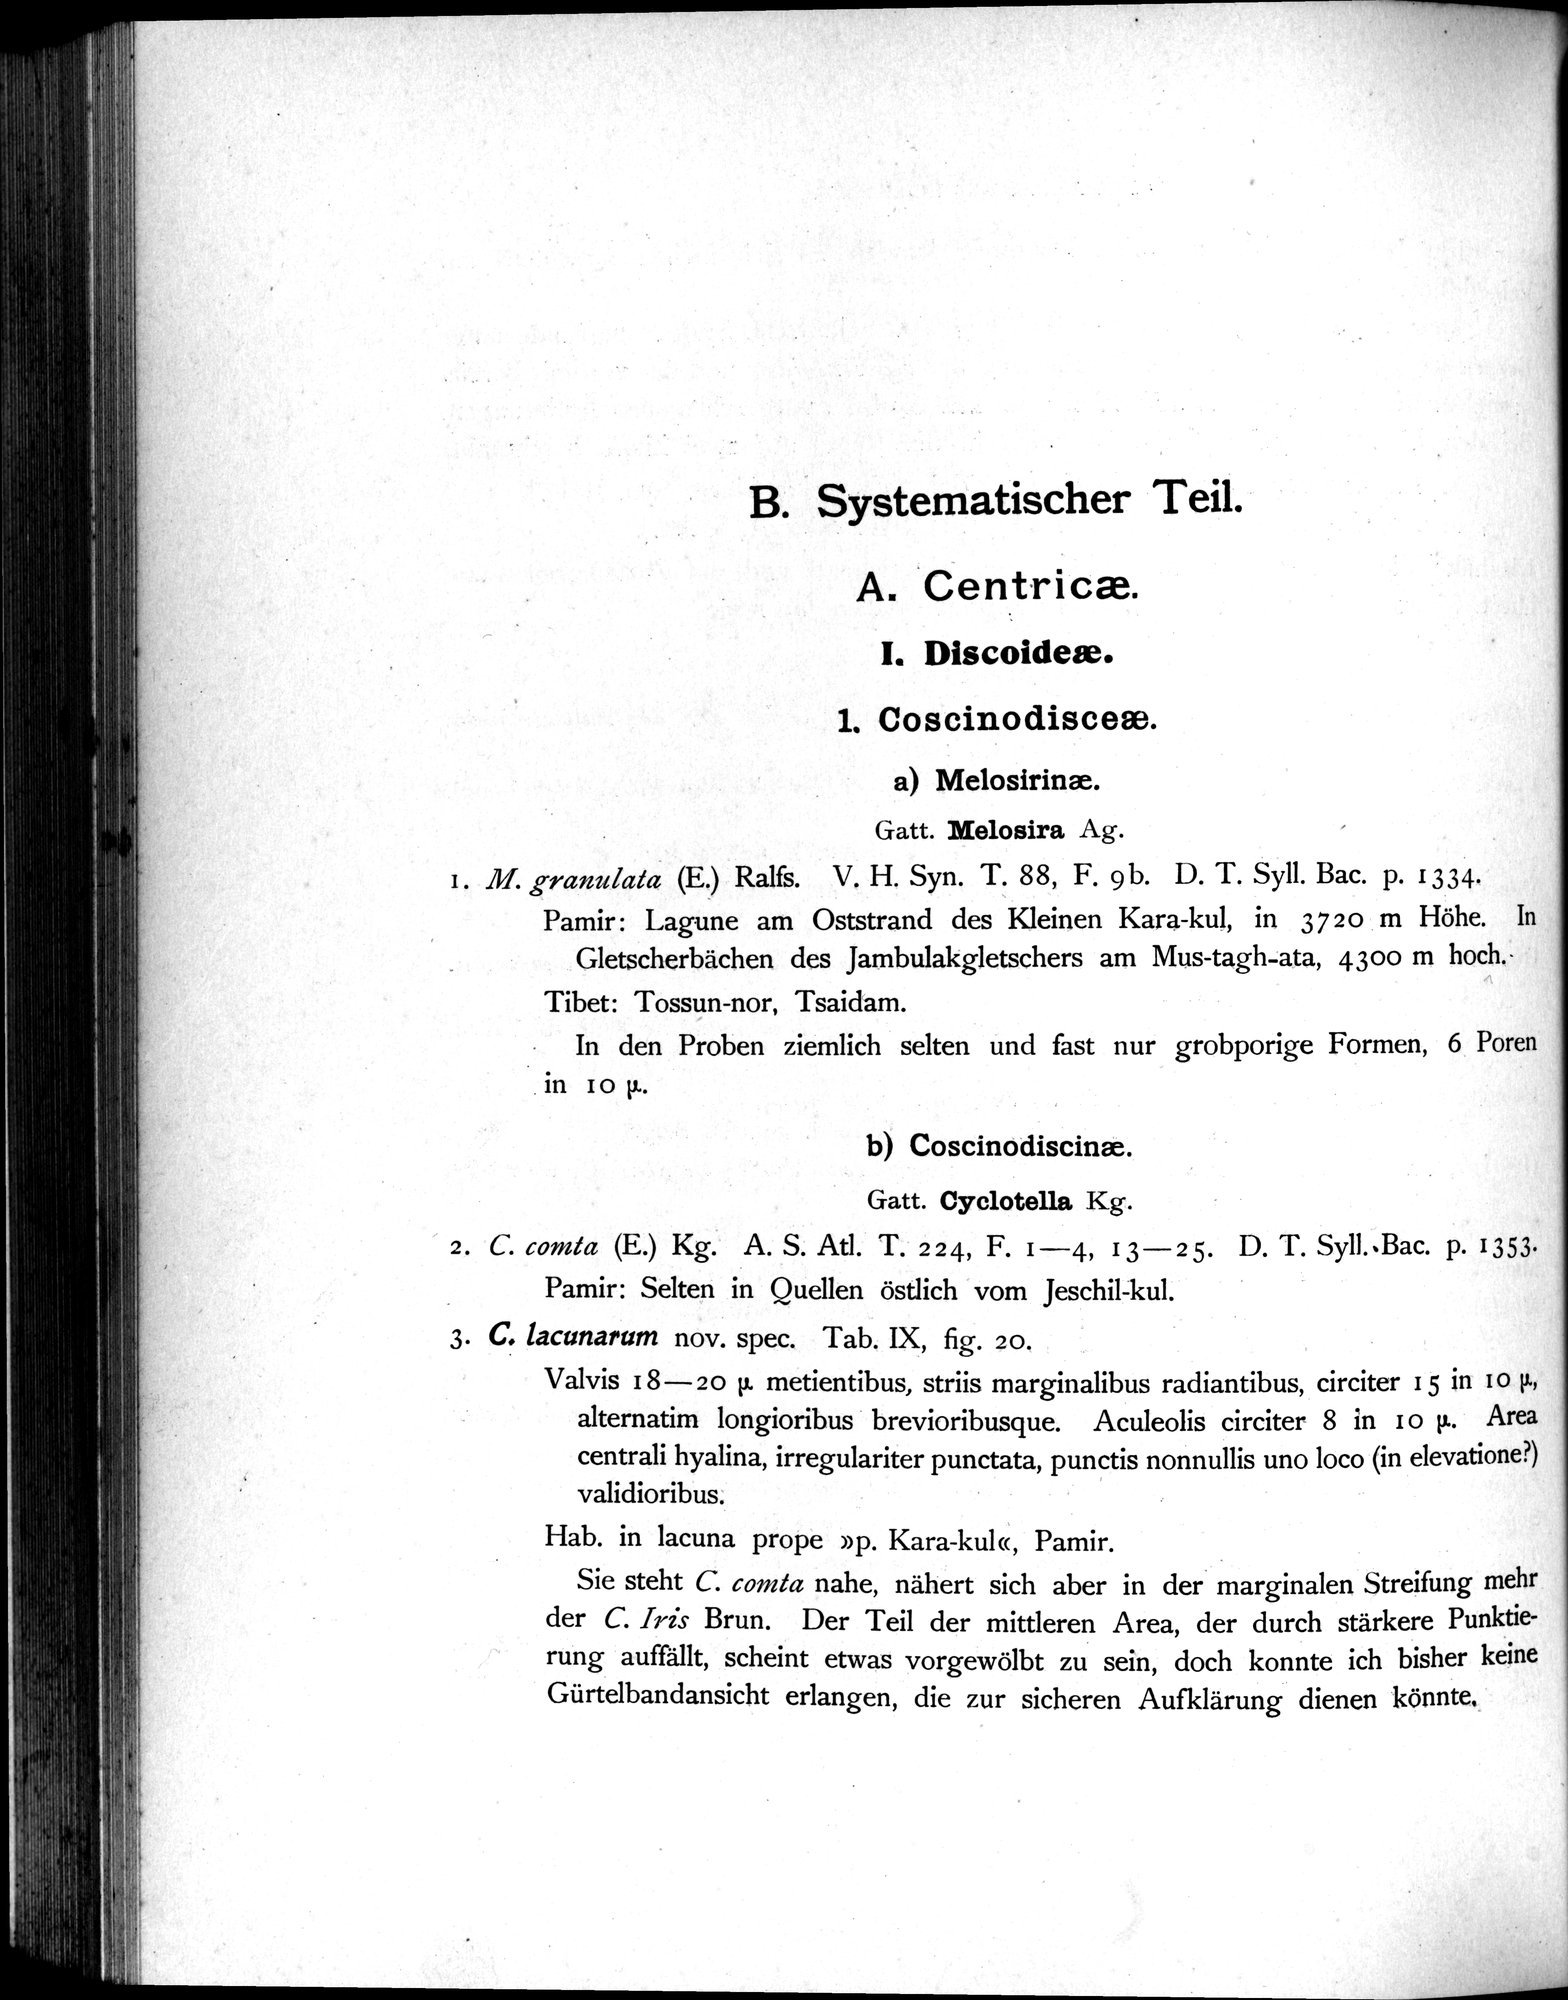 B. Systematischer Teil.
A. Centricæ.
I. Discoideæ.
1. Coscinodisceæ.
a) Melosirinæ.
Gatt. Melosira Ag.
1. M. granulata (E.) Ralfs. V. H. Syn. T. 88, F. 9b. D. T. Syll. Bac. p. 1334.
Pamir: Lagune am Oststrand des Kleinen Kara-kul, in 3720 m Höhe. In
Gletscherbächen des Jambulakgletschers am Mus-tagh-ata, 4300 m hoch.
Tibet: Tossun-nor, Tsaidam.
In den Proben ziemlich selten und fast nur grobporige Formen, 6 Poren
in 10 µ.
b) Coscinodiscinæ.
Gatt. Cyclotella Kg.
2. C. comta (E.) Kg. A. S. Atl. T. 224, F. 1—4, 13—25. D. T. Syll. Bac. p. 1353.
Pamir: Selten in Quellen östlich vom Jeschil-kul.
3. C. lacunarum nov. spec. Tab. IX, fig. 20.
Valvis 18—20 µ metientibus, striis marginalibus radiantibus, circiter 15 in 10 µ,
alternatim longioribus brevioribusque. Aculeolis circiter 8 in 10 µ. Area
centrali hyalina, irregulariter punctata, punctis nonnullis uno loco (in elevatione?)
validioribus.
Hab. in lacuna prope »p. Kara-kul«, Pamir.
Sie steht C. comta nahe, nähert sich aber in der marginalen Streifung mehr
der C. Iris Brun. Der Teil der mittleren Area, der durch stärkere Punktie-
rung auffällt, scheint etwas vorgewölbt zu sein, doch konnte ich bisher keine
Gürtelbandansicht erlangen, die zur sicheren Aufklärung dienen könnte.